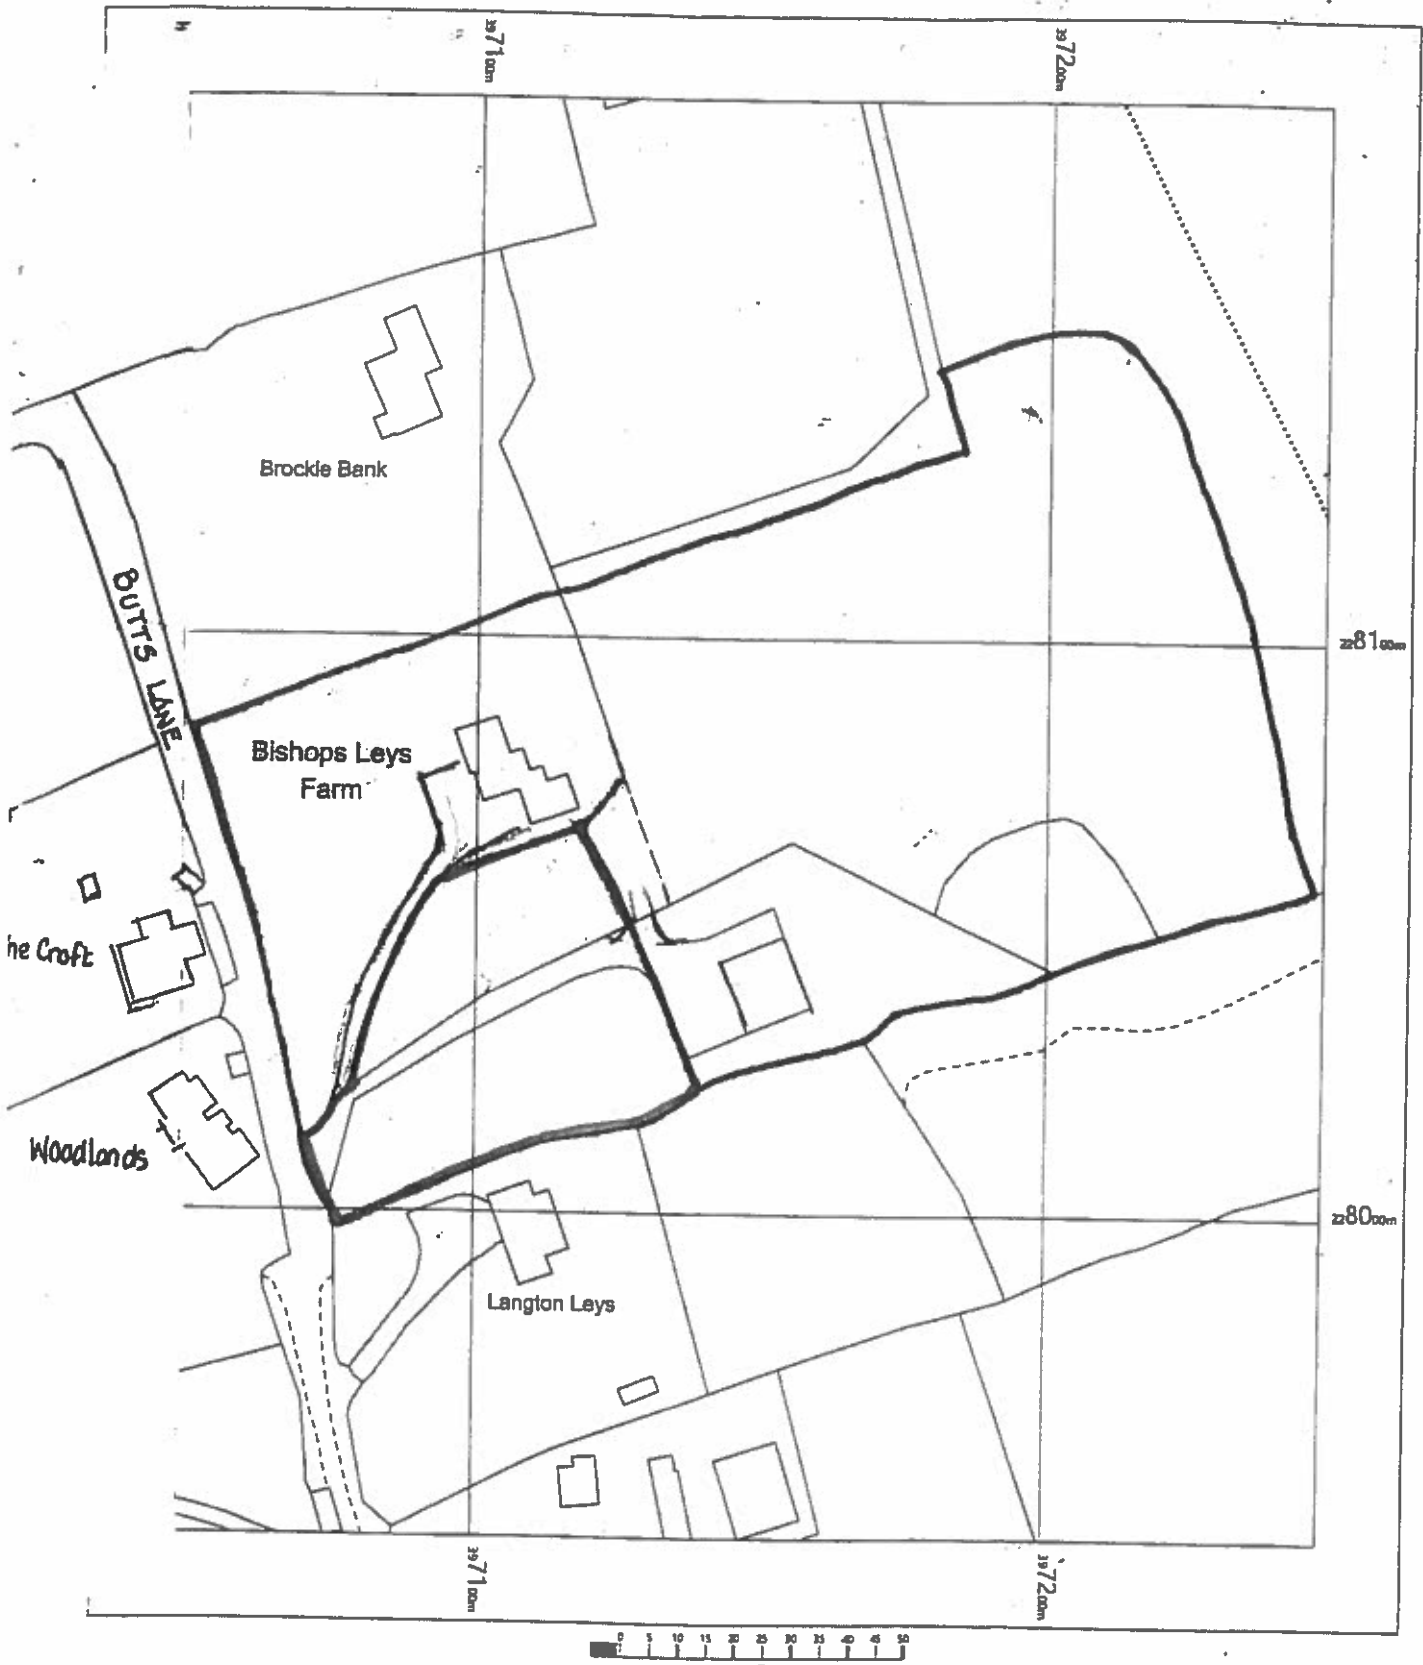 3971 00m
3972 00m
Brockie Bank
BUTTS LANE
2281 00m
Bishops Leys
Farm
he Croft
Woodlands
2280 00m
Langton Leys
3971 00m
3972 00m
0 5 10 15 20 25 30 35 40 45 50